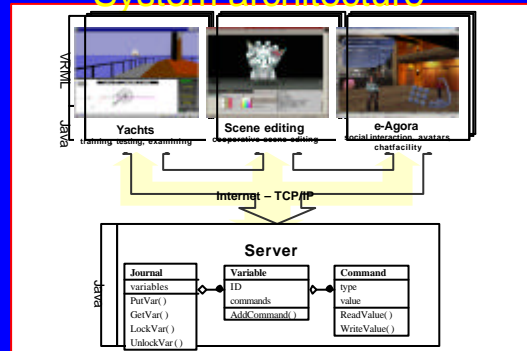 System architecture
VRML
Java
Yachts
training testing, examining
Scene editing
cooperative scene editing
e-Agora
social interaction, avatars
chatfacility
Internet – TCP/IP
Java
Server
Journal
variables
PutVar( )
GetVar( )
LockVar( )
UnlockVar( )
Variable
ID
commands
AddCommand( )
Command
type
value
ReadValue( )
WriteValue( )